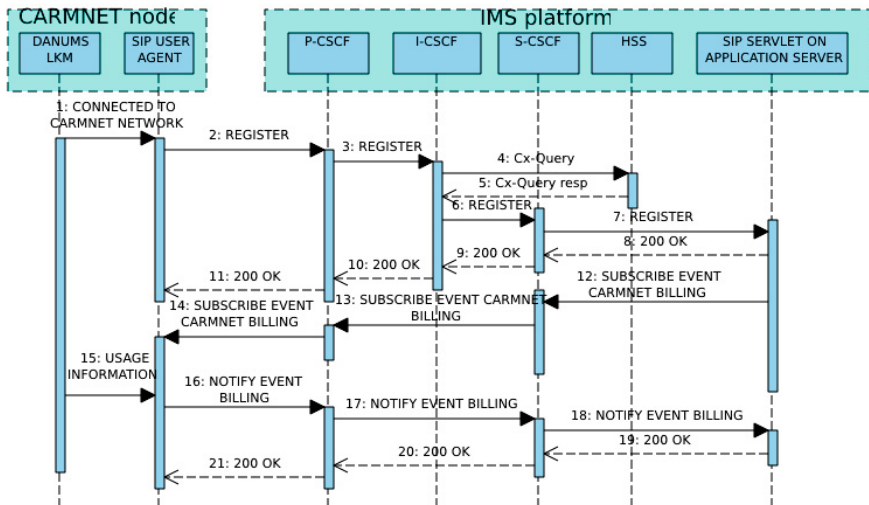 CARMNET node
IMS platform
DANUMS
LKM
SIP USER
AGENT
P-CSCF
I-CSCF
S-CSCF
HSS
SIP SERVLET ON
APPLICATION SERVER
1: CONNECTED TO
CARMNET NETWORK
2: REGISTER
3: REGISTER
4: Cx-Query
5: Cx-Query resp
6: REGISTER
7: REGISTER
8: 200 OK
9: 200 OK
10: 200 OK
11: 200 OK
12: SUBSCRIBE EVENT
CARMNET BILLING
13: SUBSCRIBE EVENT CARMNET
BILLING
14: SUBSCRIBE EVENT
CARMNET BILLING
15: USAGE
INFORMATION
16: NOTIFY EVENT
BILLING
17: NOTIFY EVENT BILLING
18: NOTIFY EVENT BILLING
19: 200 OK
20: 200 OK
21: 200 OK